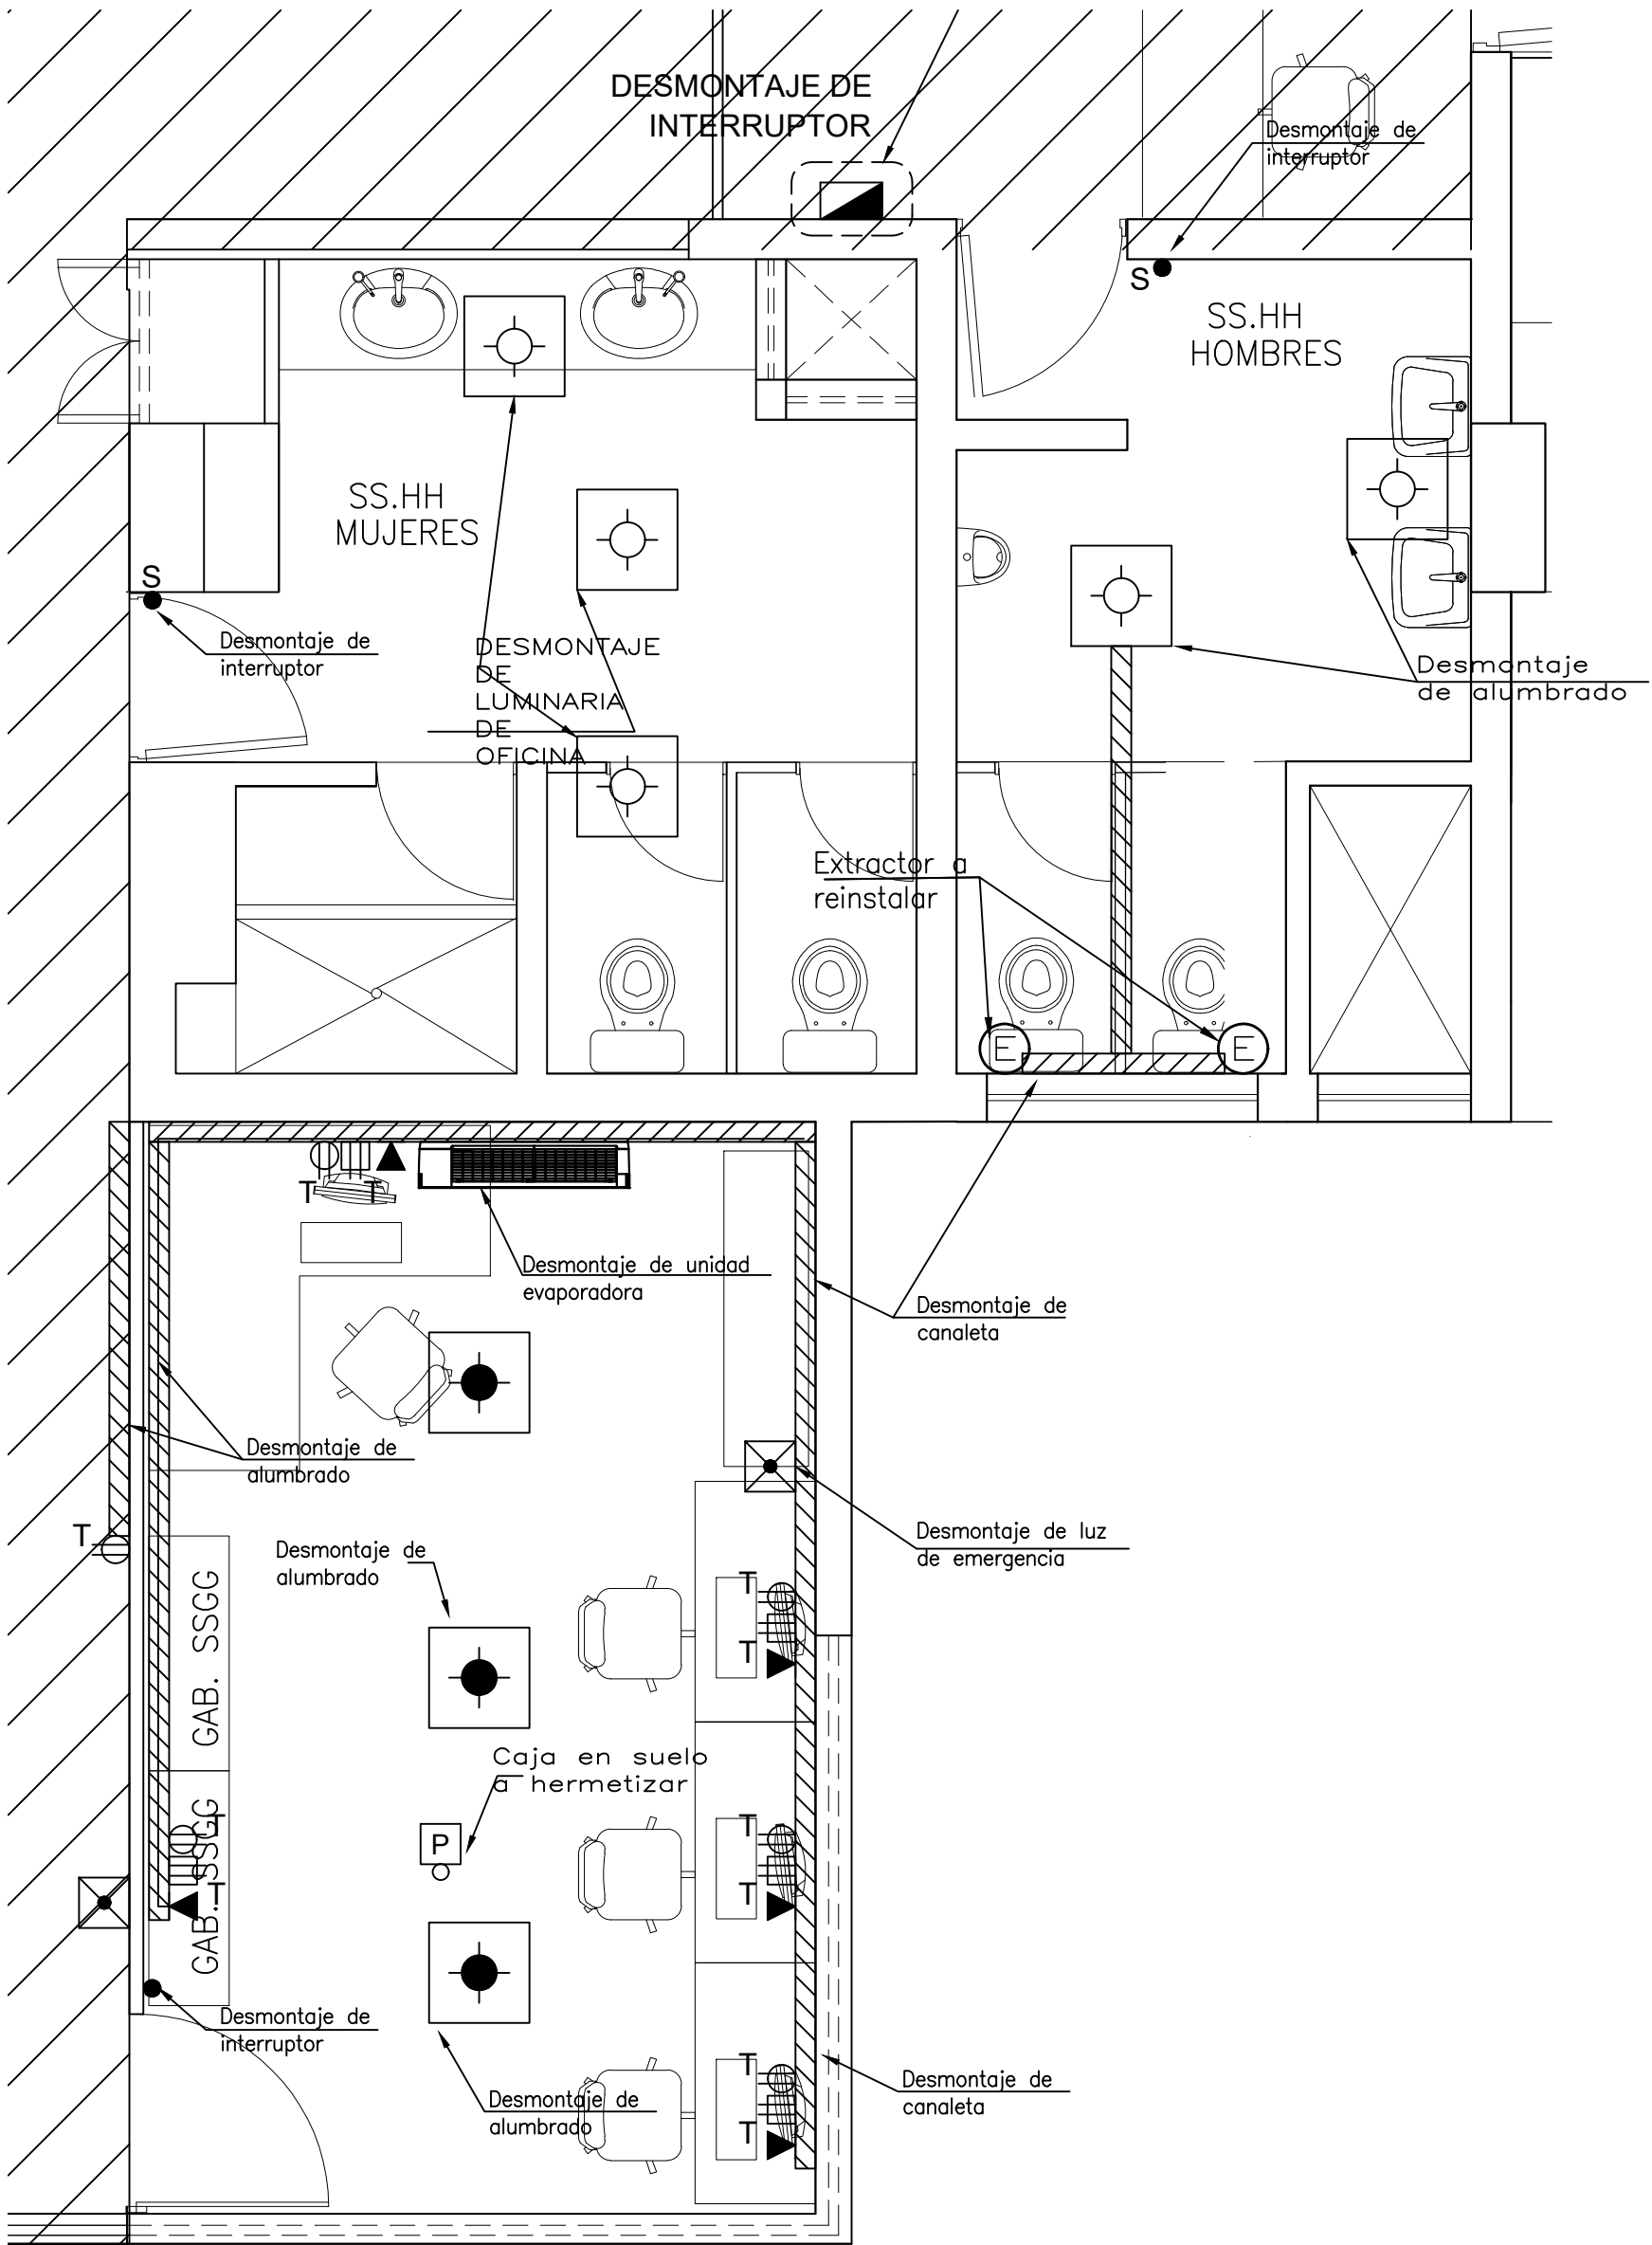 DESMONTAJE DE
INTERRUPTOR
Desmontaje de
interruptor
S
SS.HH
HOMBRES
SS.HH
MUJERES
S
Desmontaje de
interruptor
DESMONTAJE
DE
LUMINARIA
DE
OFICINA
Desmontaje
de alumbrado
Extractor a
reinstalar
E
E
T
T
Desmontaje de unidad
evaporadora
Desmontaje de
canaleta
Desmontaje de
alumbrado
T
Desmontaje de luz
de emergencia
Desmontaje de
alumbrado
GAB. SSGG
T
T
Caja en suelo
a hermetizar
P
GAB. SSGG
T
T
T
T
Desmontaje de
interruptor
T
T
Desmontaje de
canaleta
Desmontaje de
alumbrado